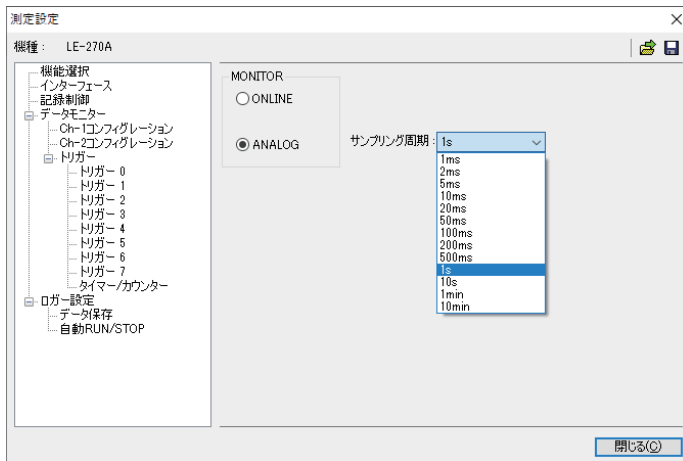 測定設定
機種： LE-270A
機能選択
インターフェース
記録制御
データモニター
Ch-1コンフィグレーション
Ch-2コンフィグレーション
トリガー
トリガー 0
トリガー 1
トリガー 2
トリガー 3
トリガー 4
トリガー 5
トリガー 6
トリガー 7
タイマー/カウンター
ロガー設定
データ保存
自動RUN/STOP
MONITOR
ONLINE
ANALOG
サンプリング周期： 1s
1ms
2ms
5ms
10ms
20ms
50ms
100ms
200ms
500ms
1s
10s
1min
10min
閉じる(C)